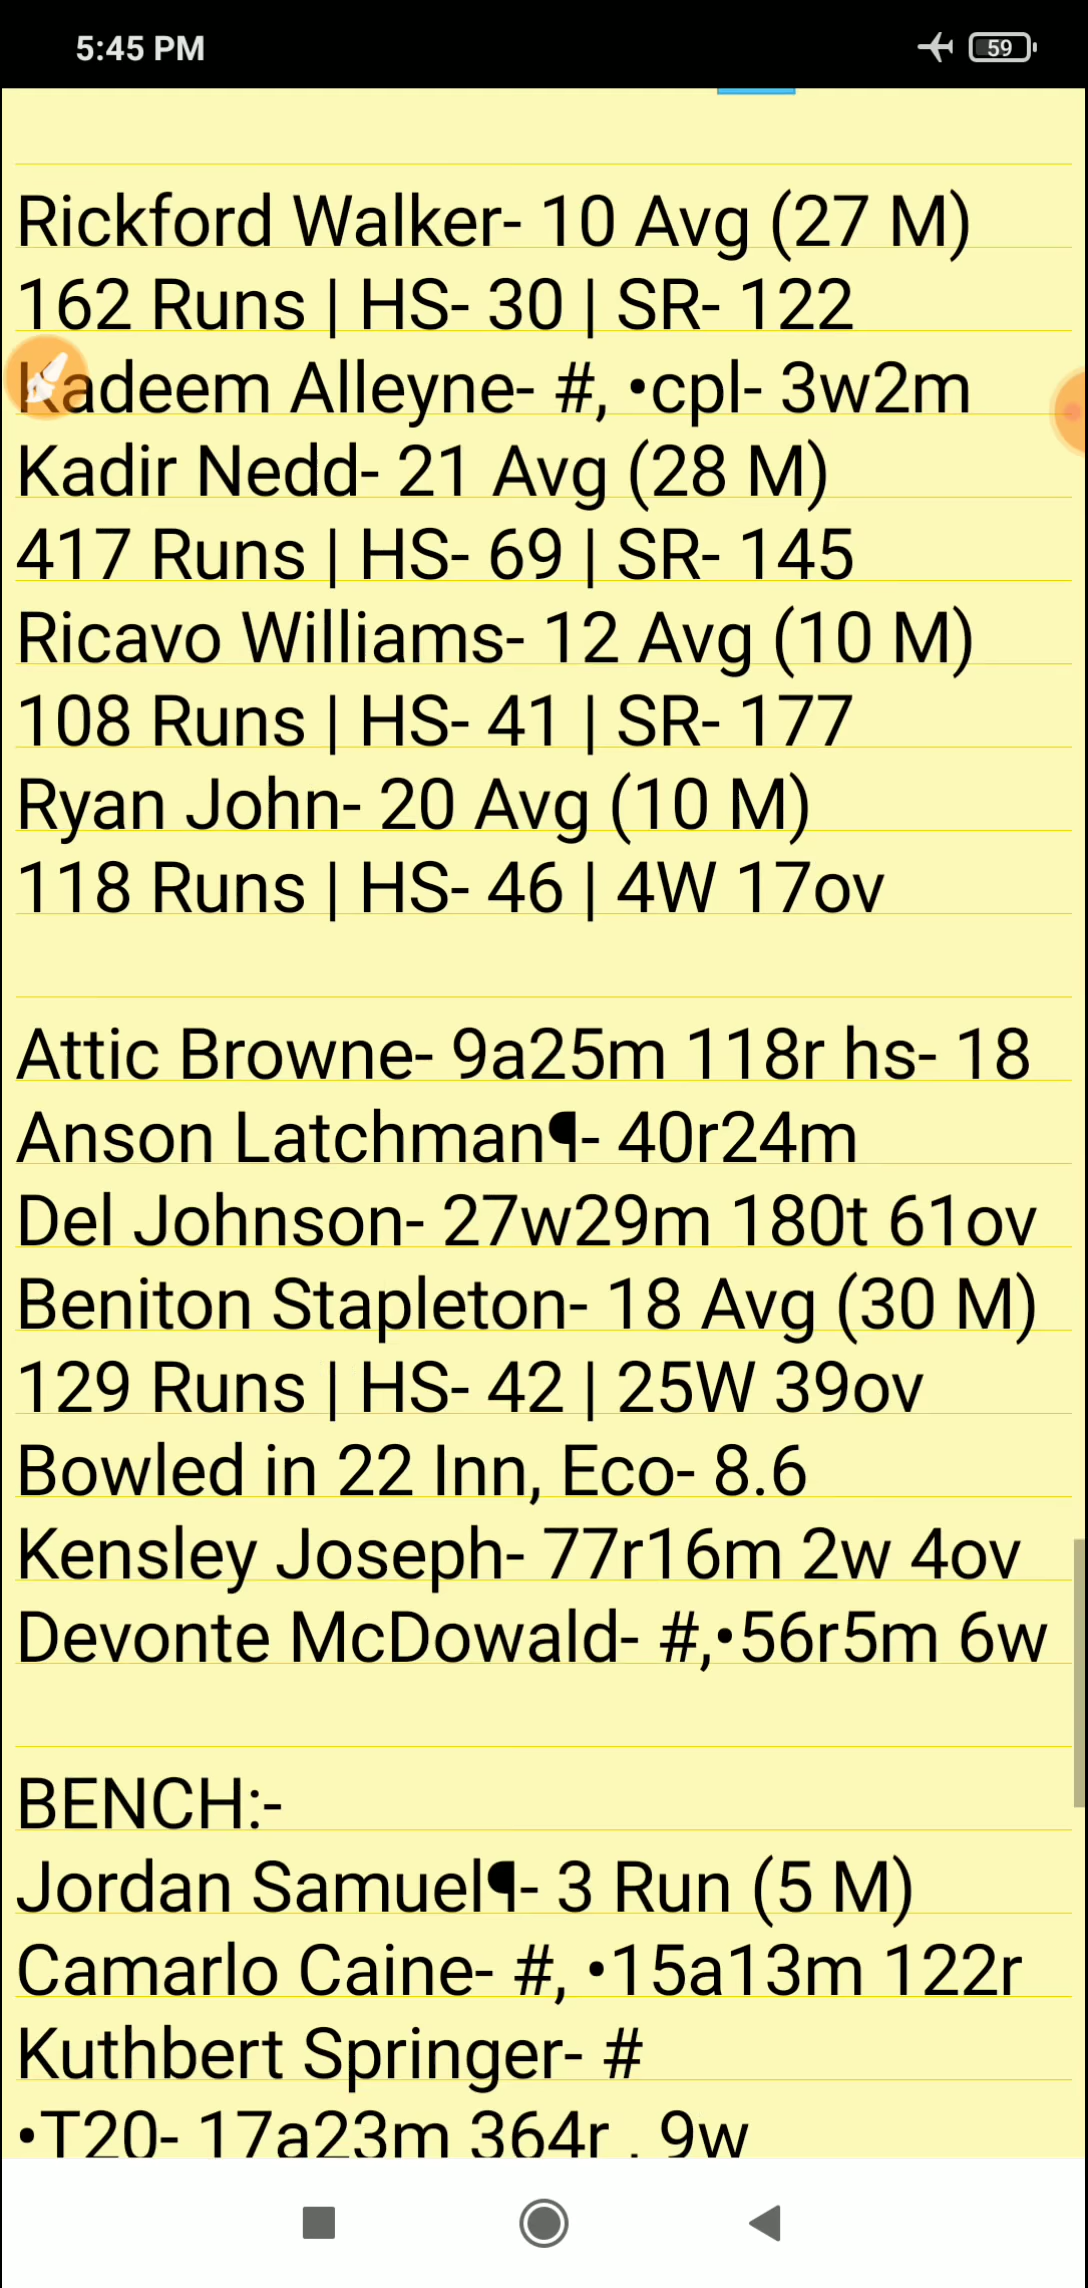 5:45 PM
59
Rickford Walker- 10 Avg (27 M)
162 Runs | HS- 30 | SR- 122
Kadeem Alleyne- #, •cpl- 3w2m
Kadir Nedd- 21 Avg (28 M)
417 Runs | HS- 69 | SR- 145
Ricavo Williams- 12 Avg (10 M)
108 Runs | HS- 41 | SR- 177
Ryan John- 20 Avg (10 M)
118 Runs | HS- 46 | 4W 17ov
Attic Browne- 9a25m 118r hs- 18
Anson Latchman¶- 40r24m
Del Johnson- 27w29m 180t 61ov
Beniton Stapleton- 18 Avg (30 M)
129 Runs | HS- 42 | 25W 39ov
Bowled in 22 Inn, Eco- 8.6
Kensley Joseph- 77r16m 2w 4ov
Devonte McDowald- #,•56r5m 6w
BENCH:-
Jordan Samuel¶- 3 Run (5 M)
Camarlo Caine- #, •15a13m 122r
Kuthbert Springer- #
•T20- 17a23m 364r , 9w